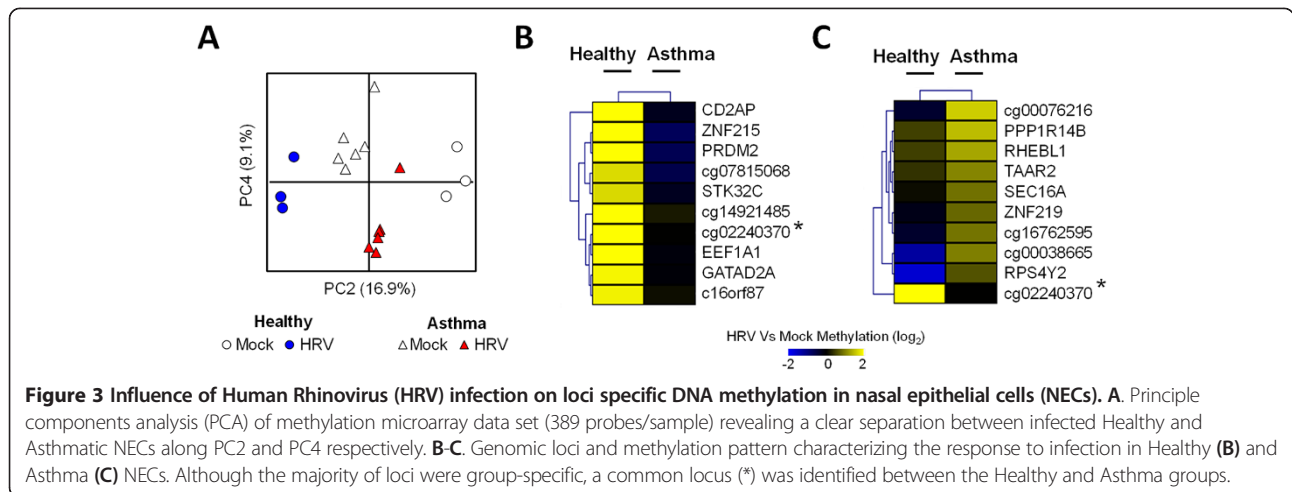 A
PC4 (9.1%)
PC2 (16.9%)
Healthy
Asthma
Mock
HRV
Mock
HRV
B
Healthy Asthma
CD2AP
ZNF215
PRDM2
cg07815068
STK32C
cg14921485
cg02240370 *
EEF1A1
GATAD2A
c16orf87
C
Healthy Asthma
cg00076216
PPP1R14B
RHEBL1
TAAR2
SEC16A
ZNF219
cg16762595
cg00038665
RPS4Y2
cg02240370 *
HRV Vs Mock Methylation (log2)
-2 0 2
Figure 3 Influence of Human Rhinovirus (HRV) infection on loci specific DNA methylation in nasal epithelial cells (NECs). A. Principle
components analysis (PCA) of methylation microarray data set (389 probes/sample) revealing a clear separation between infected Healthy and
Asthmatic NECs along PC2 and PC4 respectively. B-C. Genomic loci and methylation pattern characterizing the response to infection in Healthy (B) and
Asthma (C) NECs. Although the majority of loci were group-specific, a common locus (*) was identified between the Healthy and Asthma groups.